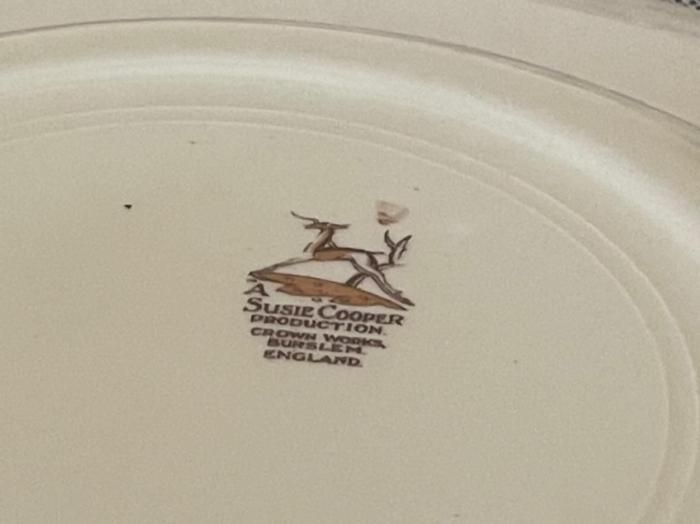 A
SUSIE COOPER
PRODUCTION.
CROWN WORKS,
BURSLEM.
ENGLAND.